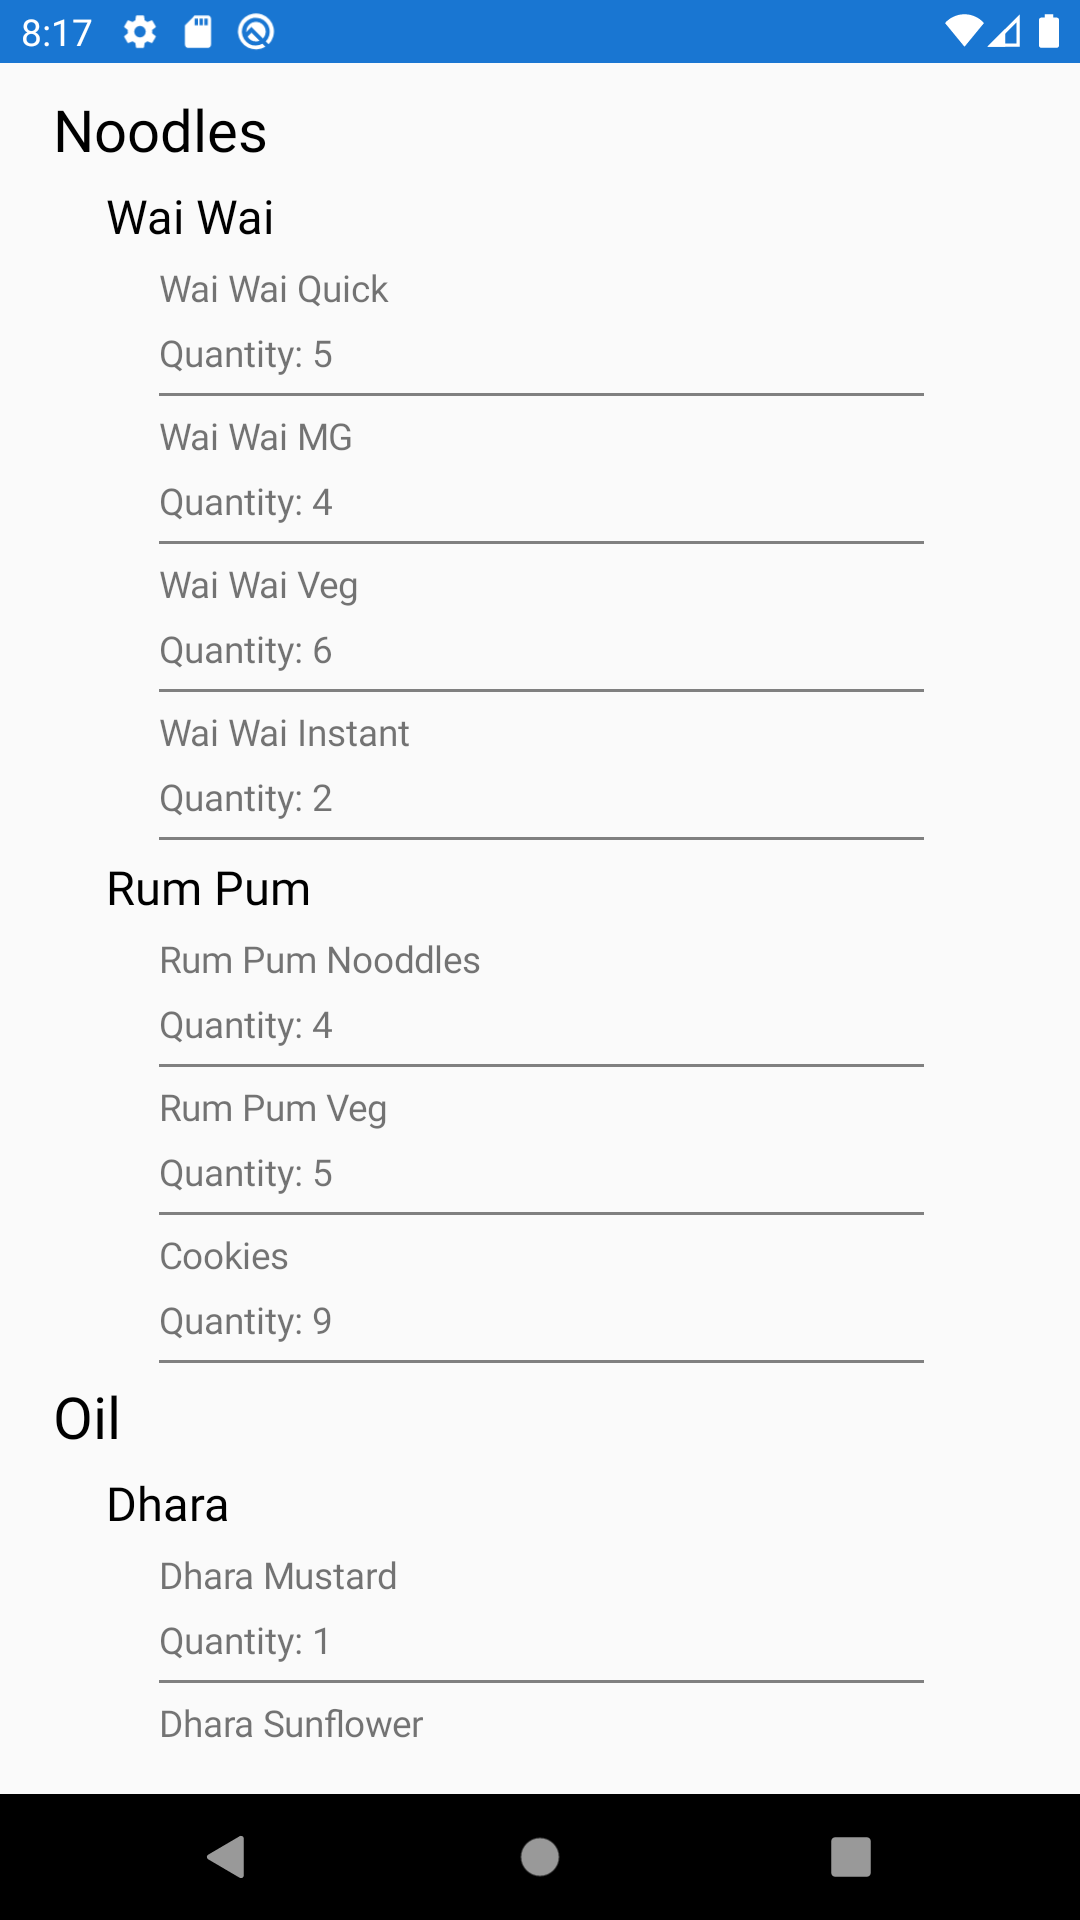 8:17
Noodles
Wai Wai
Wai Wai Quick
Quantity: 5
Wai Wai MG
Quantity: 4
Wai Wai Veg
Quantity: 6
Wai Wai Instant
Quantity: 2
Rum Pum
Rum Pum Nooddles
Quantity: 4
Rum Pum Veg
Quantity: 5
Cookies
Quantity: 9
Oil
Dhara
Dhara Mustard
Quantity: 1
Dhara Sunflower